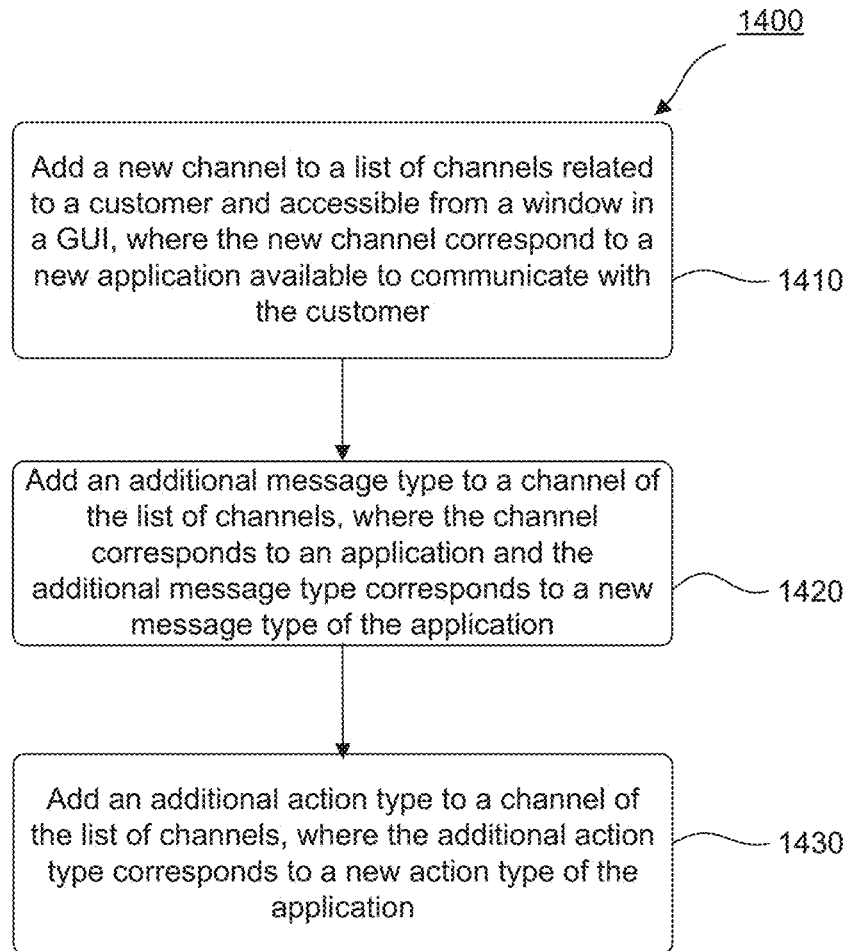 1400
Add a new channel to a list of channels related
to a customer and accessible from a window in
a GUI, where the new channel correspond to a
new application available to communicate with
the customer
1410
Add an additional message type to a channel of
the list of channels, where the channel
corresponds to an application and the
additional message type corresponds to a new
message type of the application
1420
Add an additional action type to a channel of
the list of channels, where the additional action
type corresponds to a new action type of the
application
1430